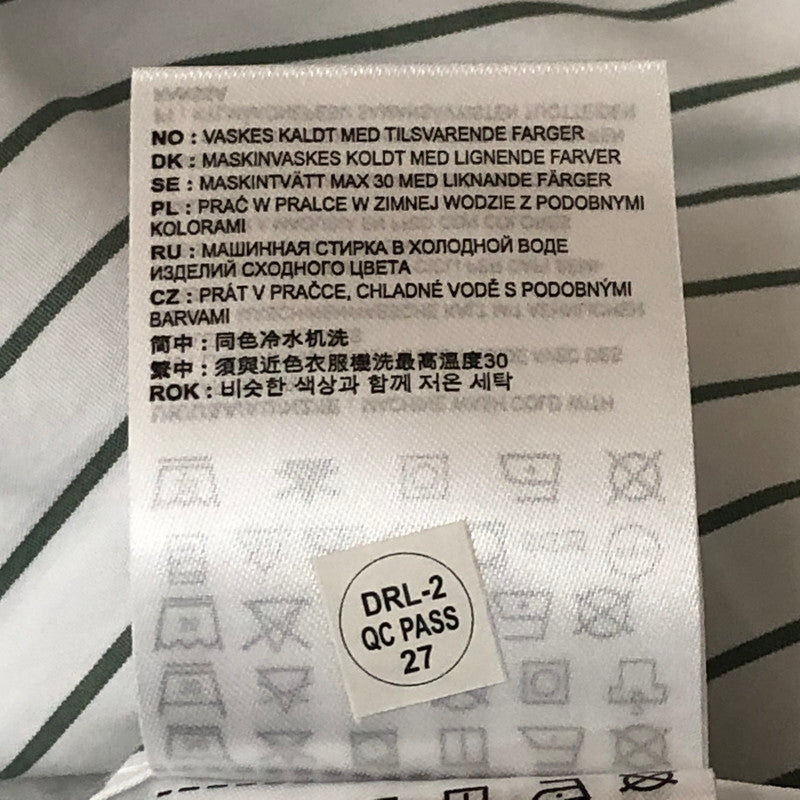 NO : VASKES KALDT MED TILSVARENDE FARGER
DK : MASKINVASKES KOLDT MED LIGNENDE FARVER
SE : MASKINTVÄTT MAX 30 MED LIKNANDE FÄRGER
PL : PRAĆ W PRALCE W ZIMNEJ WODZIE Z PODOBNYMI
KOLORAMI
RU : МАШИННАЯ СТИРКА В ХОЛОДНОЙ ВОДЕ
ИЗДЕЛИЙ СХОДНОГО ЦВЕТА
CZ : PRÁT V PRAČCE, CHLADNÉ VODĚ S PODOBNÝMI
BARVAMI
简中 : 同色冷水机洗
繁中 : 須與近色衣服機洗最高溫度30
ROK : 비슷한 색상과 함께 저온 세탁
DRL-2
QC PASS
27